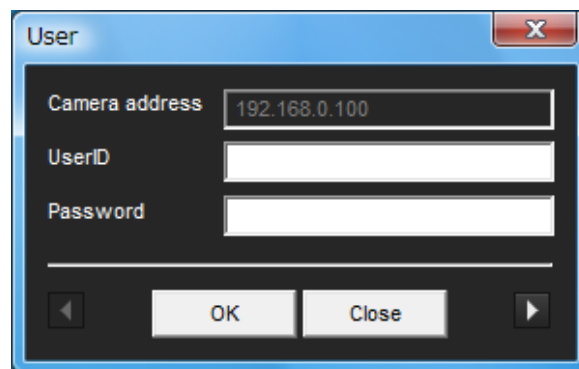 User
Camera address 192.168.0.100
UserID
Password
OK Close